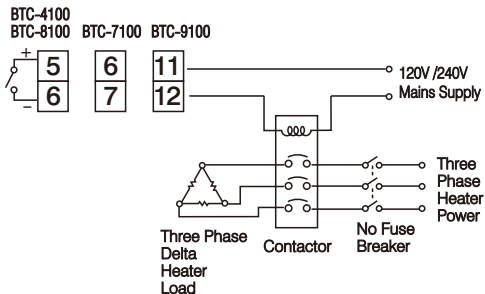 BTC-4100
BTC-8100 BTC-7100 BTC-9100
+ 5 6 11
− 6 7 12
120V /240V
Mains Supply
Three
Phase
Heater
Power
Three Phase
Delta
Heater
Load
Contactor
No Fuse
Breaker